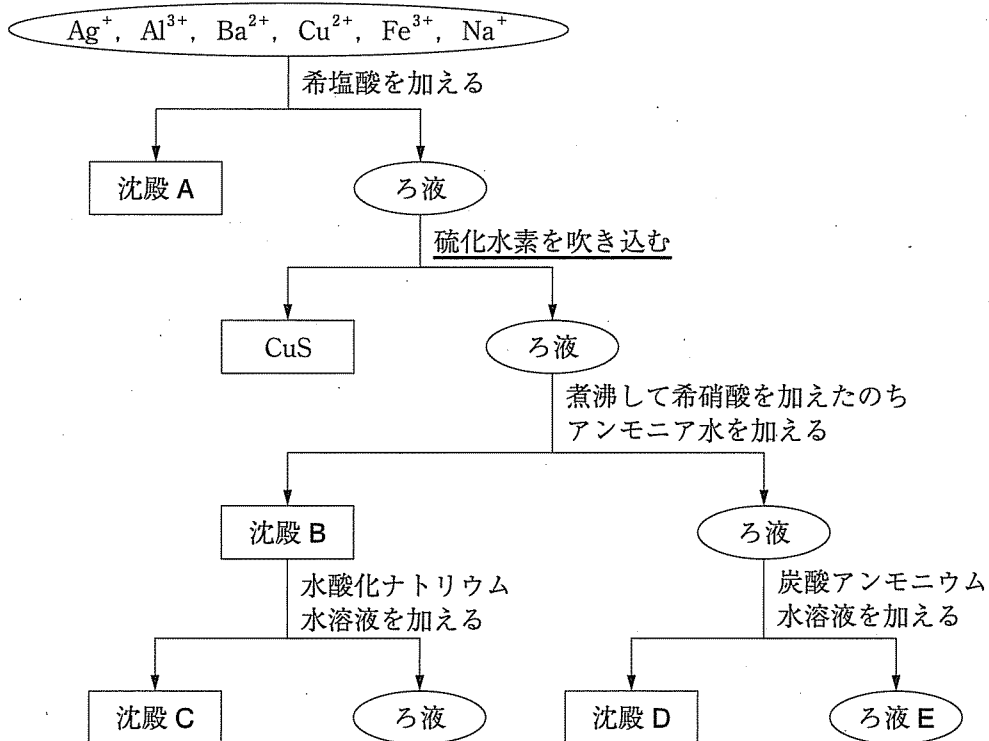 Ag⁺, Al³⁺, Ba²⁺, Cu²⁺, Fe³⁺, Na⁺
希塩酸を加える
沈殿 A
ろ液
硫化水素を吹き込む
CuS
ろ液
煮沸して希硝酸を加えたのち
アンモニア水を加える
沈殿 B
ろ液
水酸化ナトリウム
水溶液を加える
炭酸アンモニウム
水溶液を加える
沈殿 C
ろ液
沈殿 D
ろ液 E